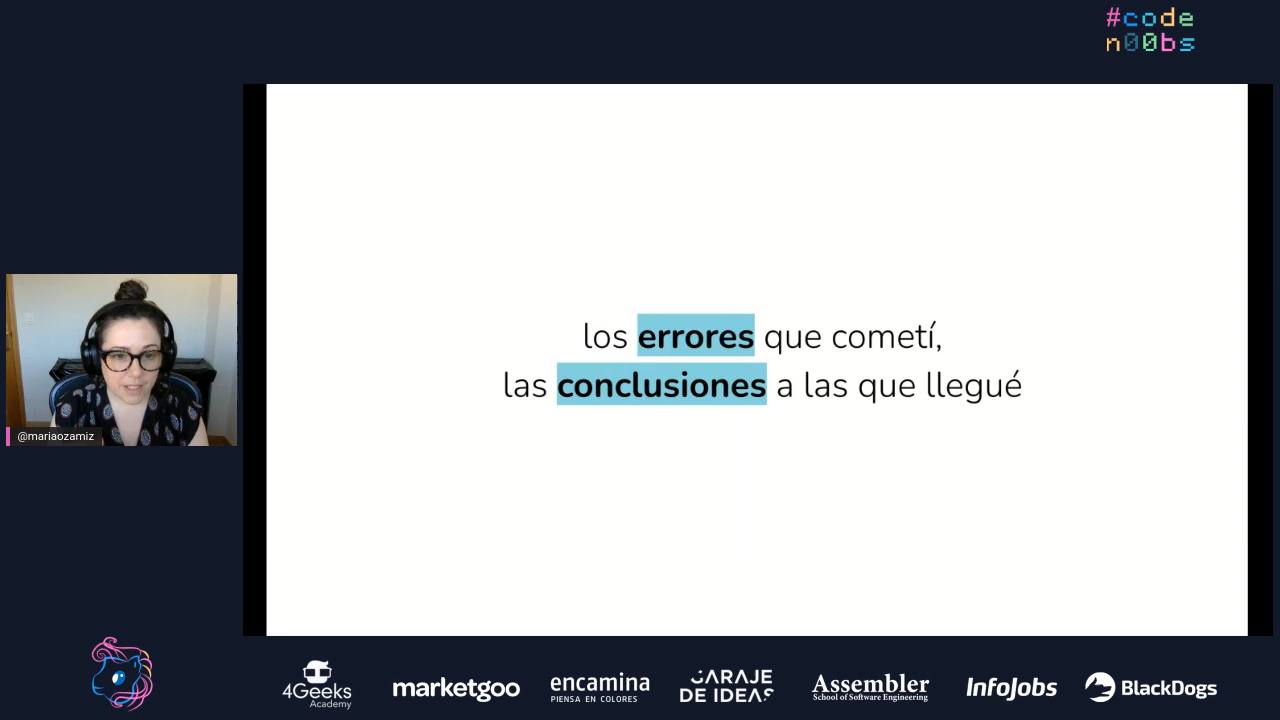 #code
n00bs
los errores que cometí,
las conclusiones a las que llegué
@mariaozamiz
4Geeks
Academy
marketgoo
encamina
PIENSA EN COLORES
GARAJE
DE IDEAS
Assembler
School of Software Engineering
InfoJobs
BlackDogs